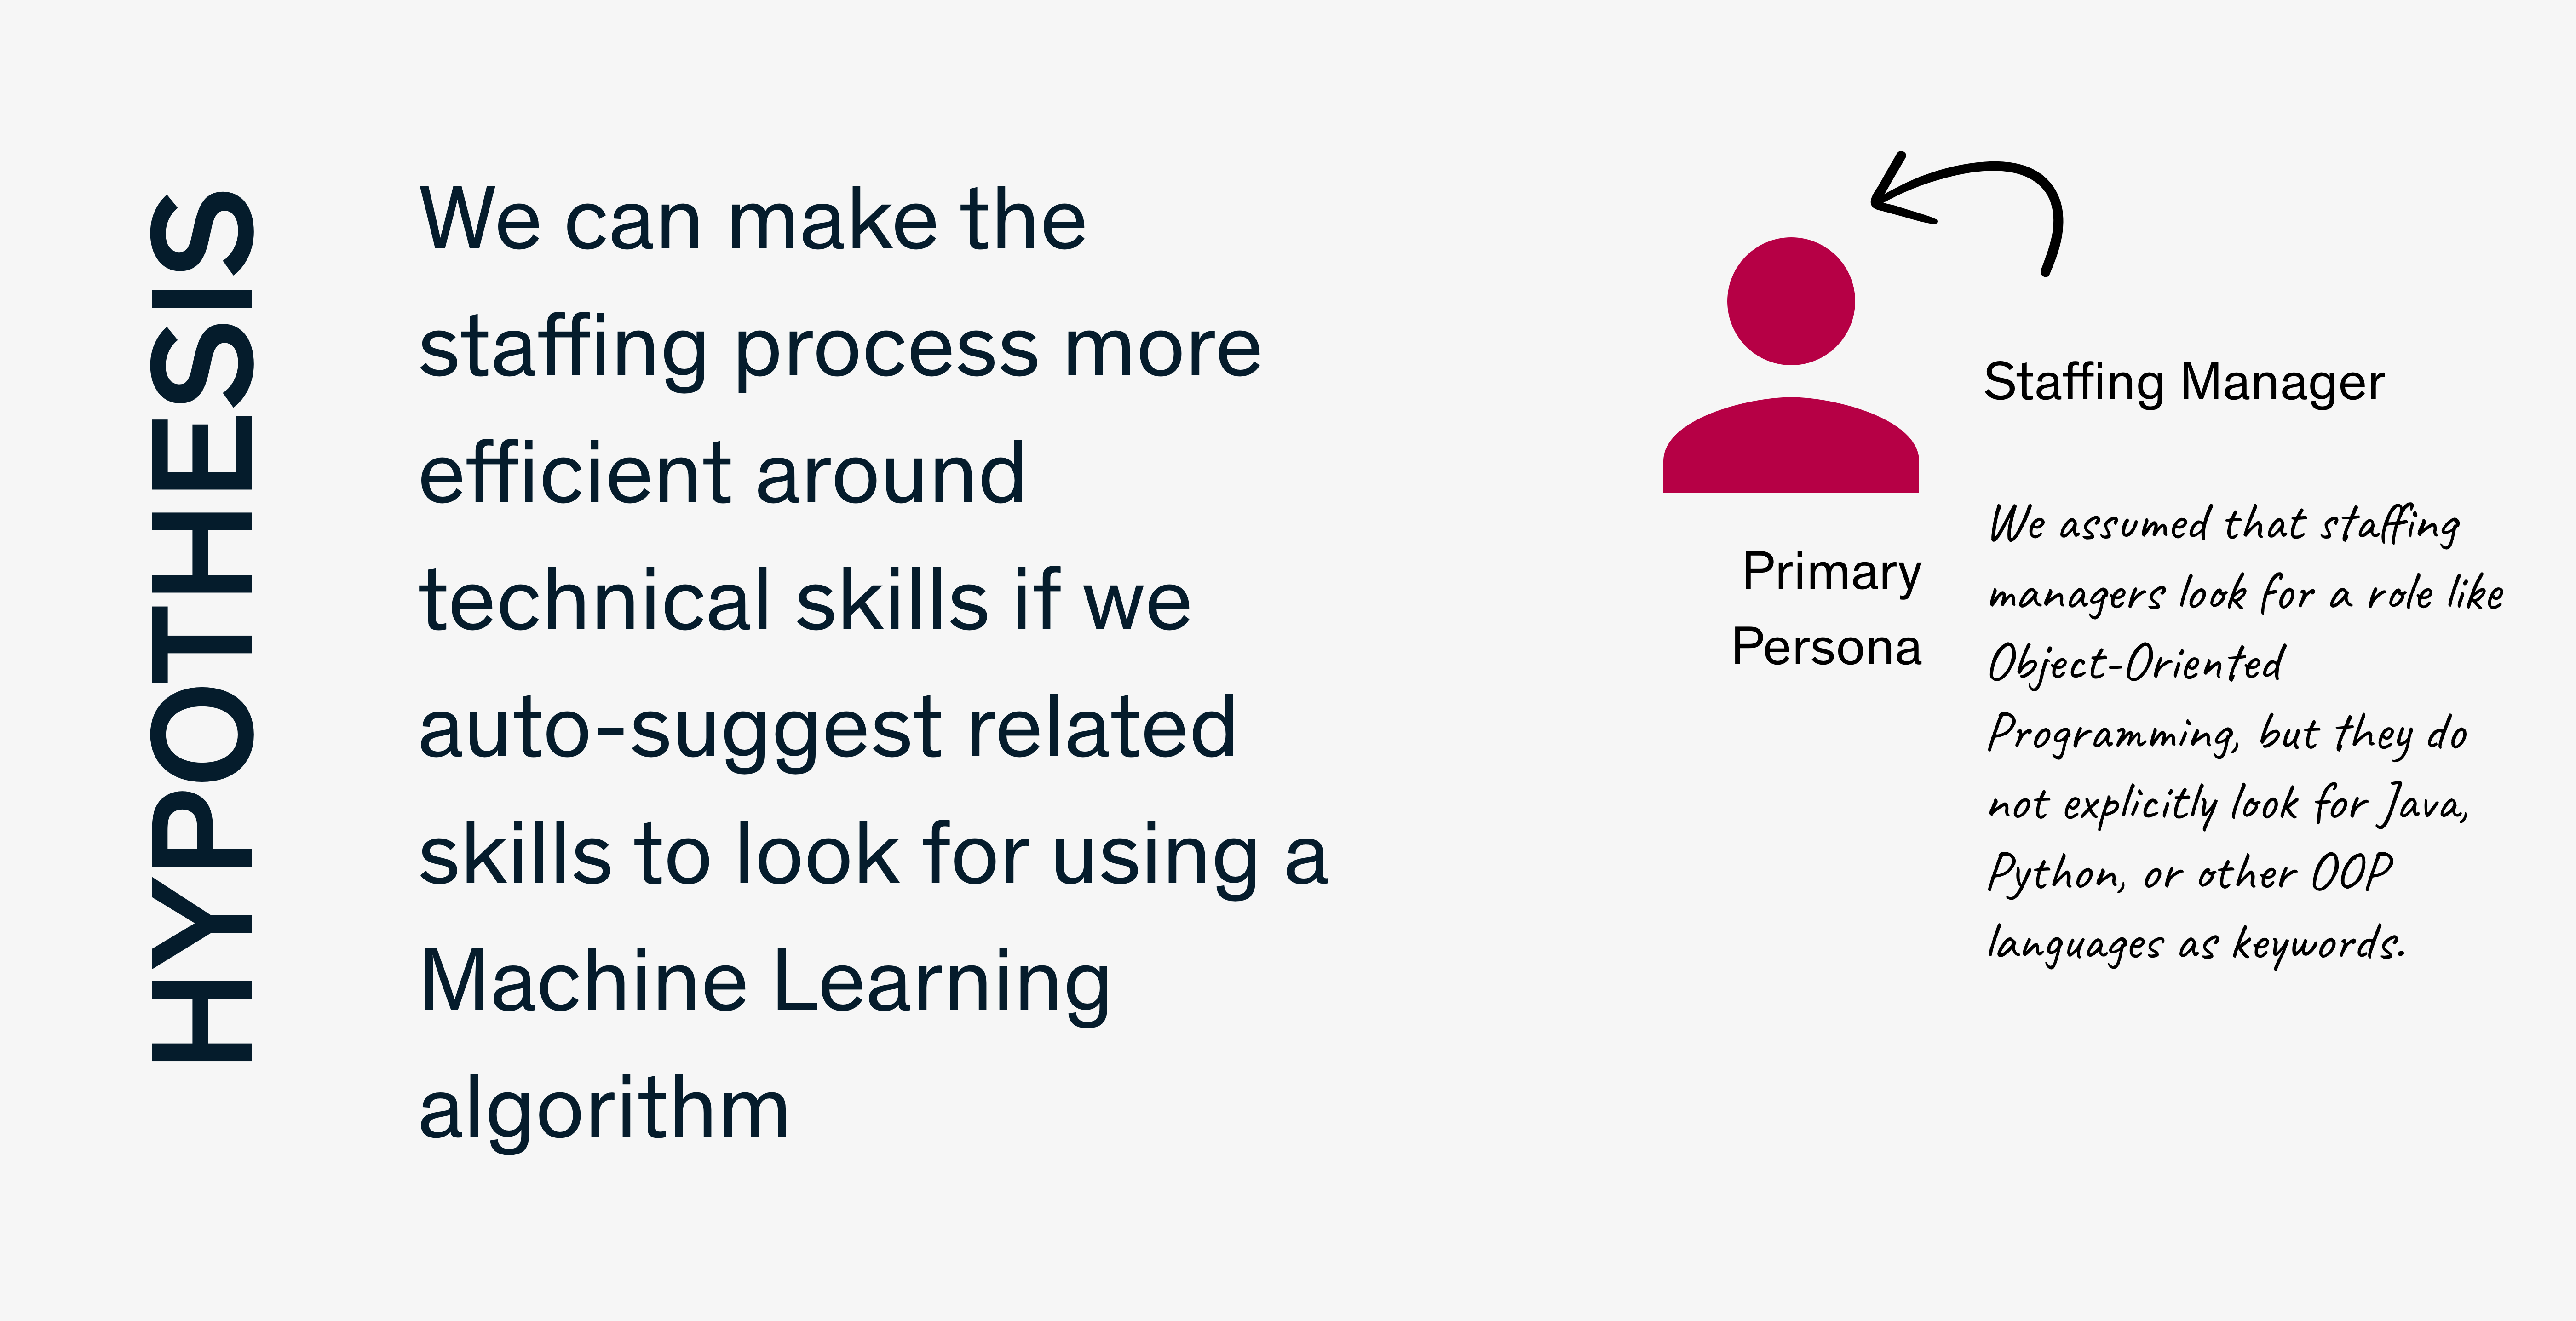 HYPOTHESIS
We can make the
staffing process more
efficient around
technical skills if we
auto-suggest related
skills to look for using a
Machine Learning
algorithm
Primary
Persona
Staffing Manager
We assumed that staffing
managers look for a role like
Object-Oriented
Programming, but they do
not explicitly look for Java,
Python, or other OOP
languages as keywords.